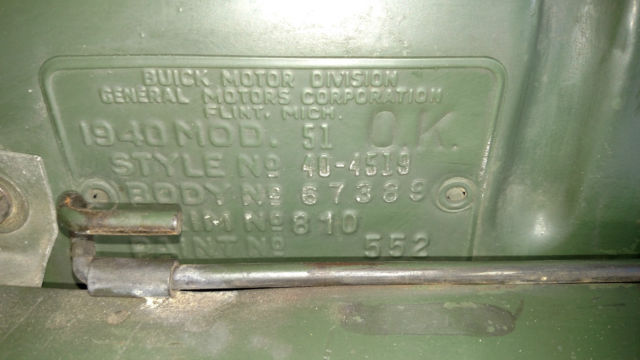 BUICK MOTOR DIVISION
GENERAL MOTORS CORPORATION
FLINT, MICH.
1940 MOD. 51 O.K.
STYLE NO 40-4519
BODY NO 67389
TRIM NO 810
PAINT NO 552